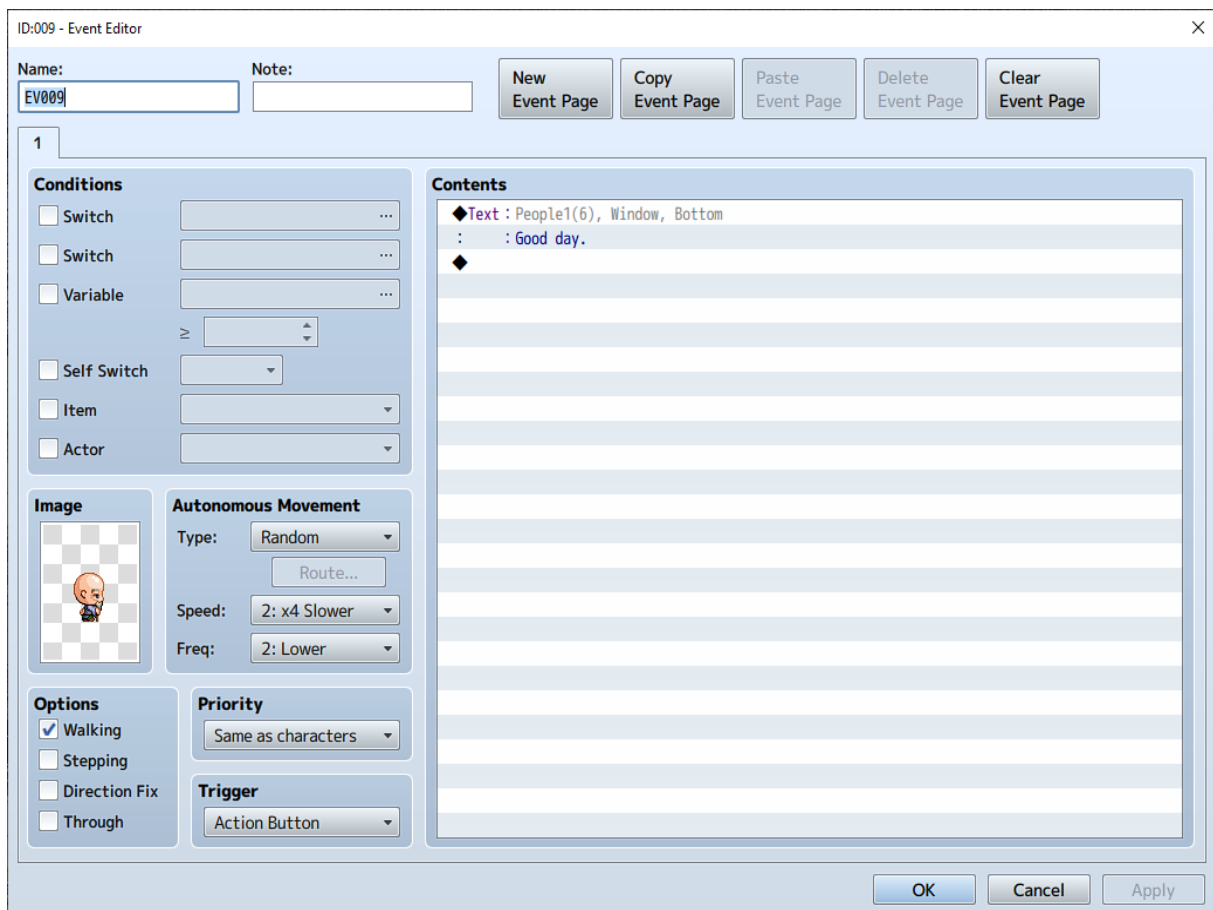 ID:009 - Event Editor
Name:
Note:
EV009
New Event Page
Copy Event Page
Paste Event Page
Delete Event Page
Clear Event Page
1
Conditions
Switch
...
Switch
...
Variable
...
≥
Self Switch
Item
Actor
Image
Autonomous Movement
Type: Random
Route...
Speed: 2: x4 Slower
Freq: 2: Lower
Options
Walking
Stepping
Direction Fix
Through
Priority
Same as characters
Trigger
Action Button
Contents
◆Text：People1(6), Window, Bottom
：　　：Good day.
◆
OK
Cancel
Apply